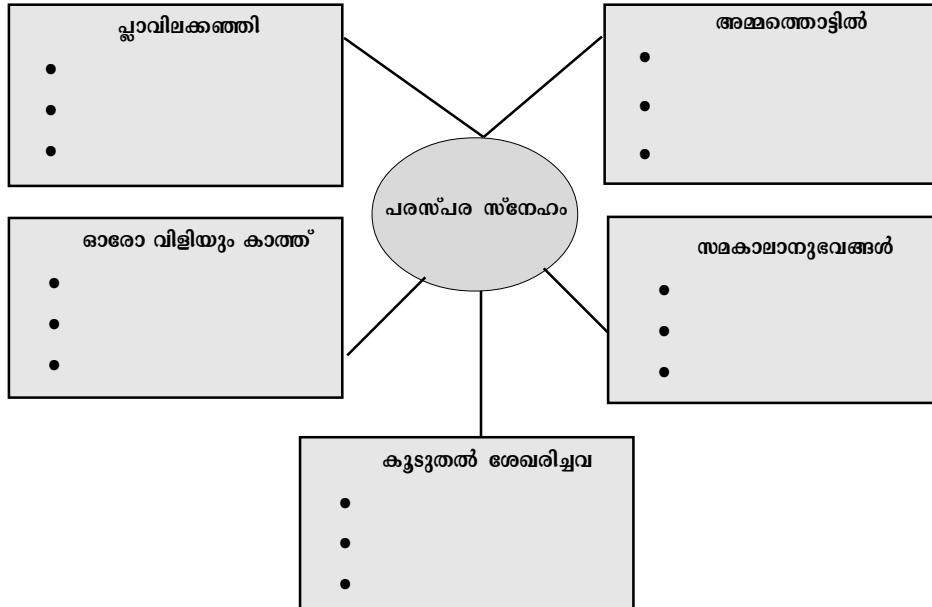 പ്ലാവിലക്കഞ്ഞി
അമ്മത്തൊട്ടിൽ
പരസ്പര സ്നേഹം
ഓരോ വിളിയും കാത്ത്
സമകാലാനുഭവങ്ങൾ
കൂടുതൽ ശേഖരിച്ചവ